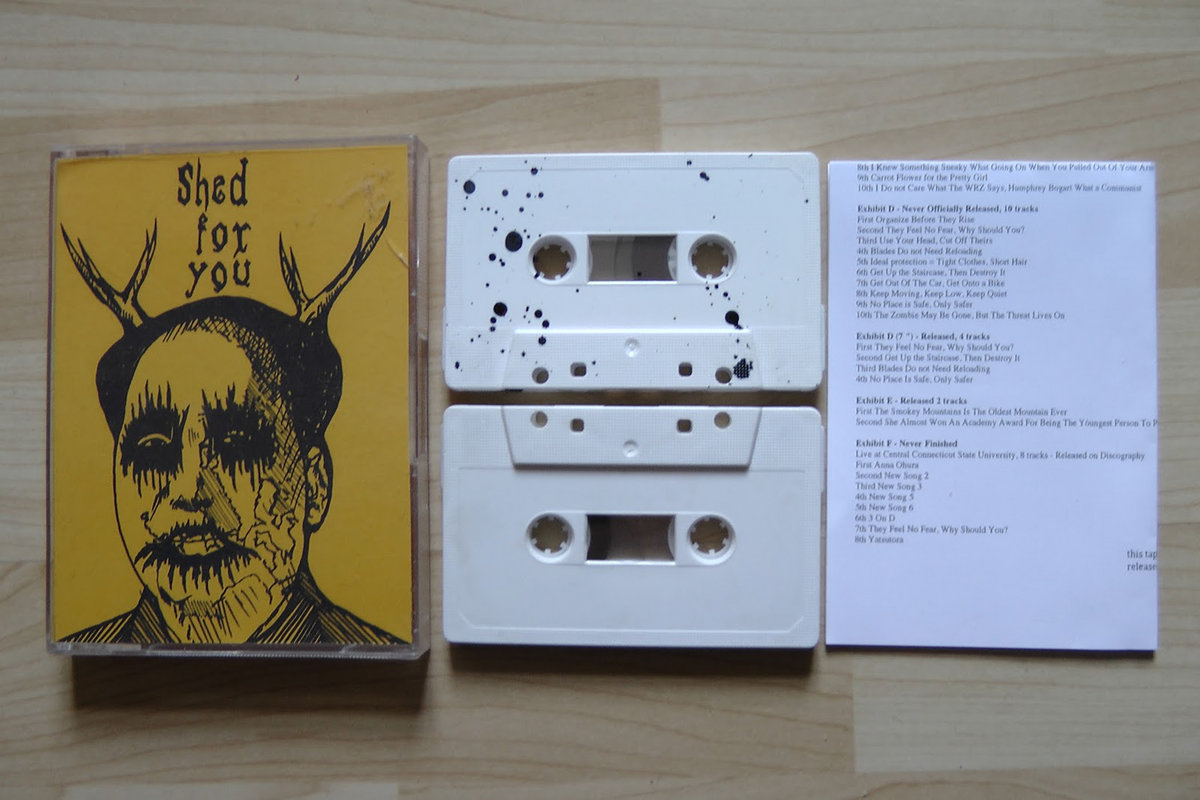 Shed
for
you
8th I Knew Something Sneaky What Going On When You Pulled Out Of Your
9th Carrot Flower for the Pretty Girl
10th I Do not Care What The WRZ Says, Humphrey Bogart What a Communist
Exhibit D - Never Officially Released, 10 tracks
First Organize Before They Rise
Second They Feel No Fear, Why Should You?
Third Use Your Head, Cut Off Theirs
4th Blades Do not Need Reloading
5th Ideal protection = Tight Clothes, Short Hair
6th Get Up the Staircase, Then Destroy It
7th Get Out Of The Car, Get Onto a Bike
8th Keep Moving, Keep Low, Keep Quiet
9th No Place is Safe, Only Safer
10th The Zombie May Be Gone, But The Threat Lives On
Exhibit D (7 ") - Released, 4 tracks
First They Feel No Fear, Why Should You?
Second Get Up the Staircase, Then Destroy It
Third Blades Do not Need Reloading
4th No Place Is Safe, Only Safer
Exhibit E - Released 2 tracks
First The Smokey Mountains Is The Oldest Mountain Ever
Second She Almost Won An Academy Award For Being The Youngest Person To P
Exhibit F - Never Finished
Live at Central Connecticut State University, 8 tracks - Released on Discography
First Anna Ohura
Second New Song 2
Third New Song 3
4th New Song 5
5th New Song 6
6th 3 On D
7th They Feel No Fear, Why Should You?
8th Yatsutora
this tap
release